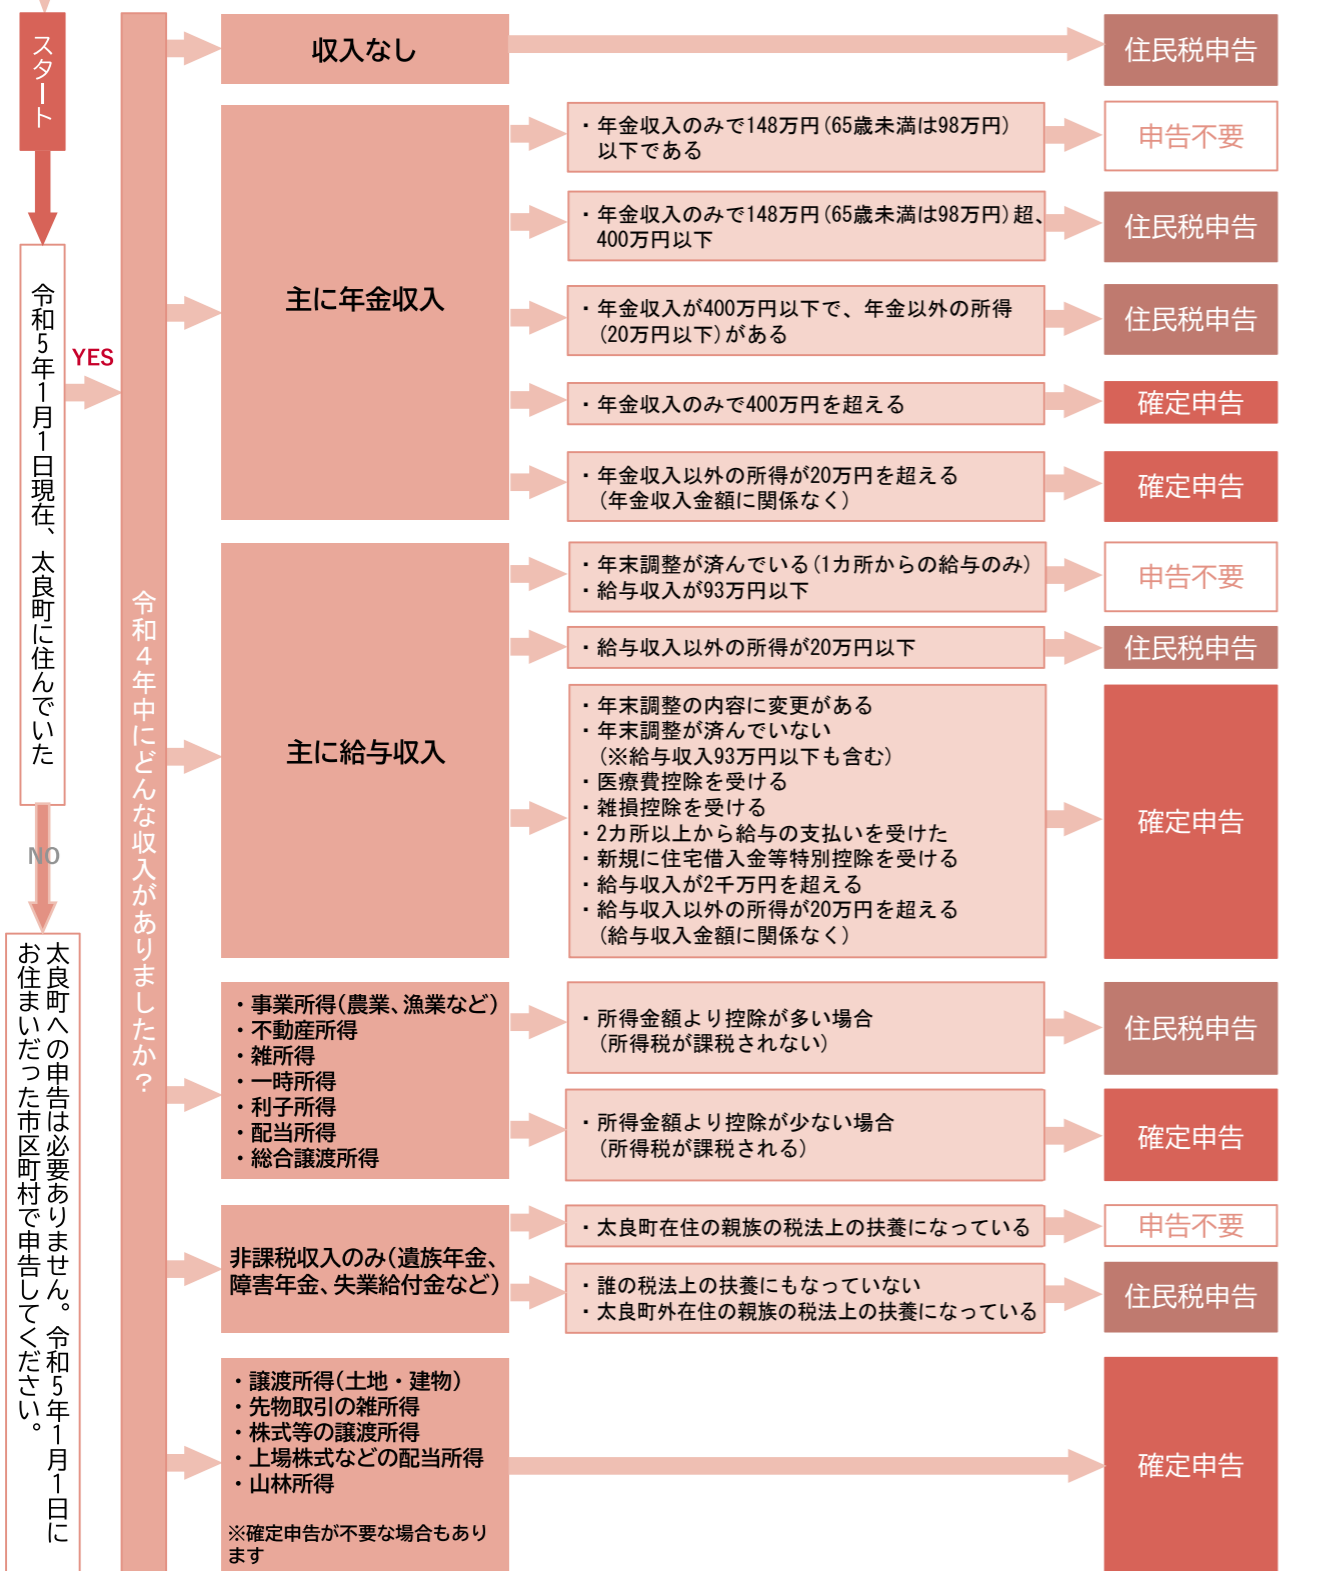 スタート
令和5年1月1日現在、太良町に住んでいた
YES
NO
太良町への申告は必要ありません。令和5年1月1日に
お住まいだった市区町村で申告してください。
令和４年中にどんな収入がありましたか？
収入なし
住民税申告
主に年金収入
・年金収入のみで148万円(65歳未満は98万円)
以下である
申告不要
・年金収入のみで148万円(65歳未満は98万円)超、
400万円以下
住民税申告
・年金収入が400万円以下で、年金以外の所得
(20万円以下)がある
住民税申告
・年金収入のみで400万円を超える
確定申告
・年金収入以外の所得が20万円を超える
(年金収入金額に関係なく)
確定申告
主に給与収入
・年末調整が済んでいる(1カ所からの給与のみ)
・給与収入が93万円以下
申告不要
・給与収入以外の所得が20万円以下
住民税申告
・年末調整の内容に変更がある
・年末調整が済んでいない
(※給与収入93万円以下も含む)
・医療費控除を受ける
・雑損控除を受ける
・2カ所以上から給与の支払いを受けた
・新規に住宅借入金等特別控除を受ける
・給与収入が2千万円を超える
・給与収入以外の所得が20万円を超える
(給与収入金額に関係なく)
確定申告
・事業所得(農業、漁業など)
・不動産所得
・雑所得
・一時所得
・利子所得
・配当所得
・総合譲渡所得
・所得金額より控除が多い場合
(所得税が課税されない)
住民税申告
・所得金額より控除が少ない場合
(所得税が課税される)
確定申告
非課税収入のみ(遺族年金、
障害年金、失業給付金など)
・太良町在住の親族の税法上の扶養になっている
申告不要
・誰の税法上の扶養にもなっていない
・太良町外在住の親族の税法上の扶養になっている
住民税申告
・譲渡所得(土地・建物)
・先物取引の雑所得
・株式等の譲渡所得
・上場株式などの配当所得
・山林所得
※確定申告が不要な場合もあり
ます
確定申告